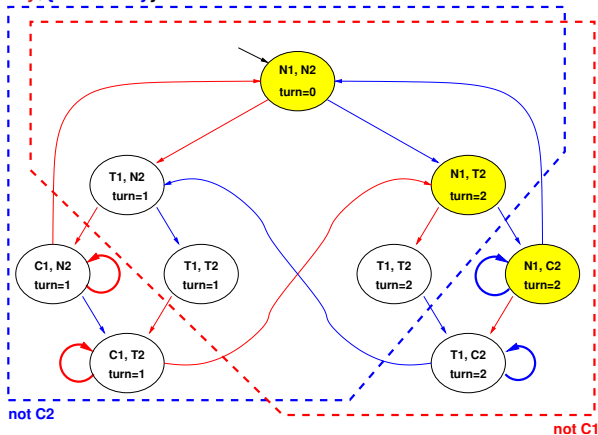 N1, N2
turn=0
T1, N2
turn=1
N1, T2
turn=2
C1, N2
turn=1
T1, T2
turn=1
T1, T2
turn=2
N1, C2
turn=2
C1, T2
turn=1
T1, C2
turn=2
not C2
not C1